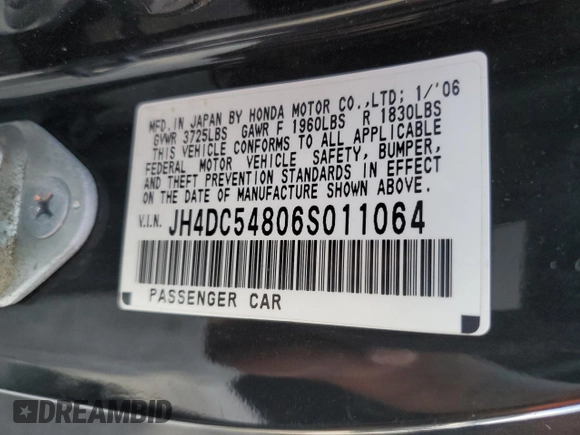 MFD. IN JAPAN BY HONDA MOTOR CO.,LTD; 1/'06
GVWR 3725LBS GAWR F 1960LBS R 1830LBS
THIS VEHICLE CONFORMS TO ALL APPLICABLE
FEDERAL MOTOR VEHICLE SAFETY, BUMPER,
AND THEFT PREVENTION STANDARDS IN EFFECT
ON THE DATE OF MANUFACTURE SHOWN ABOVE.
V.I.N. JH4DC54806S011064
PASSENGER CAR
DREAMBID